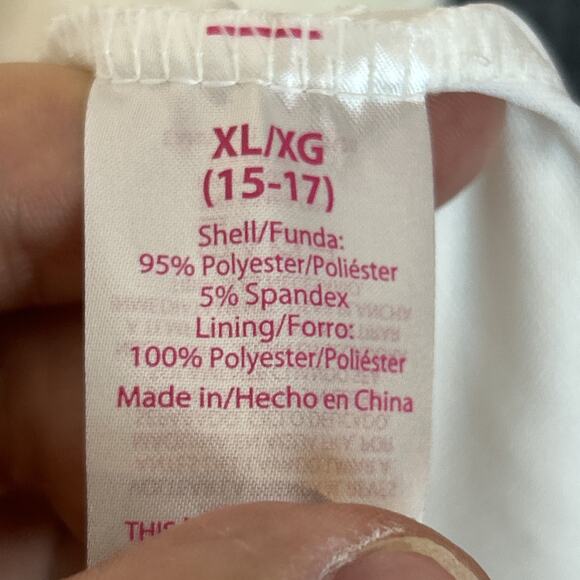 XL/XG
(15-17)
Shell/Funda:
95% Polyester/Poliéster
5% Spandex
Lining/Forro:
100% Polyester/Poliéster
Made in/Hecho en China